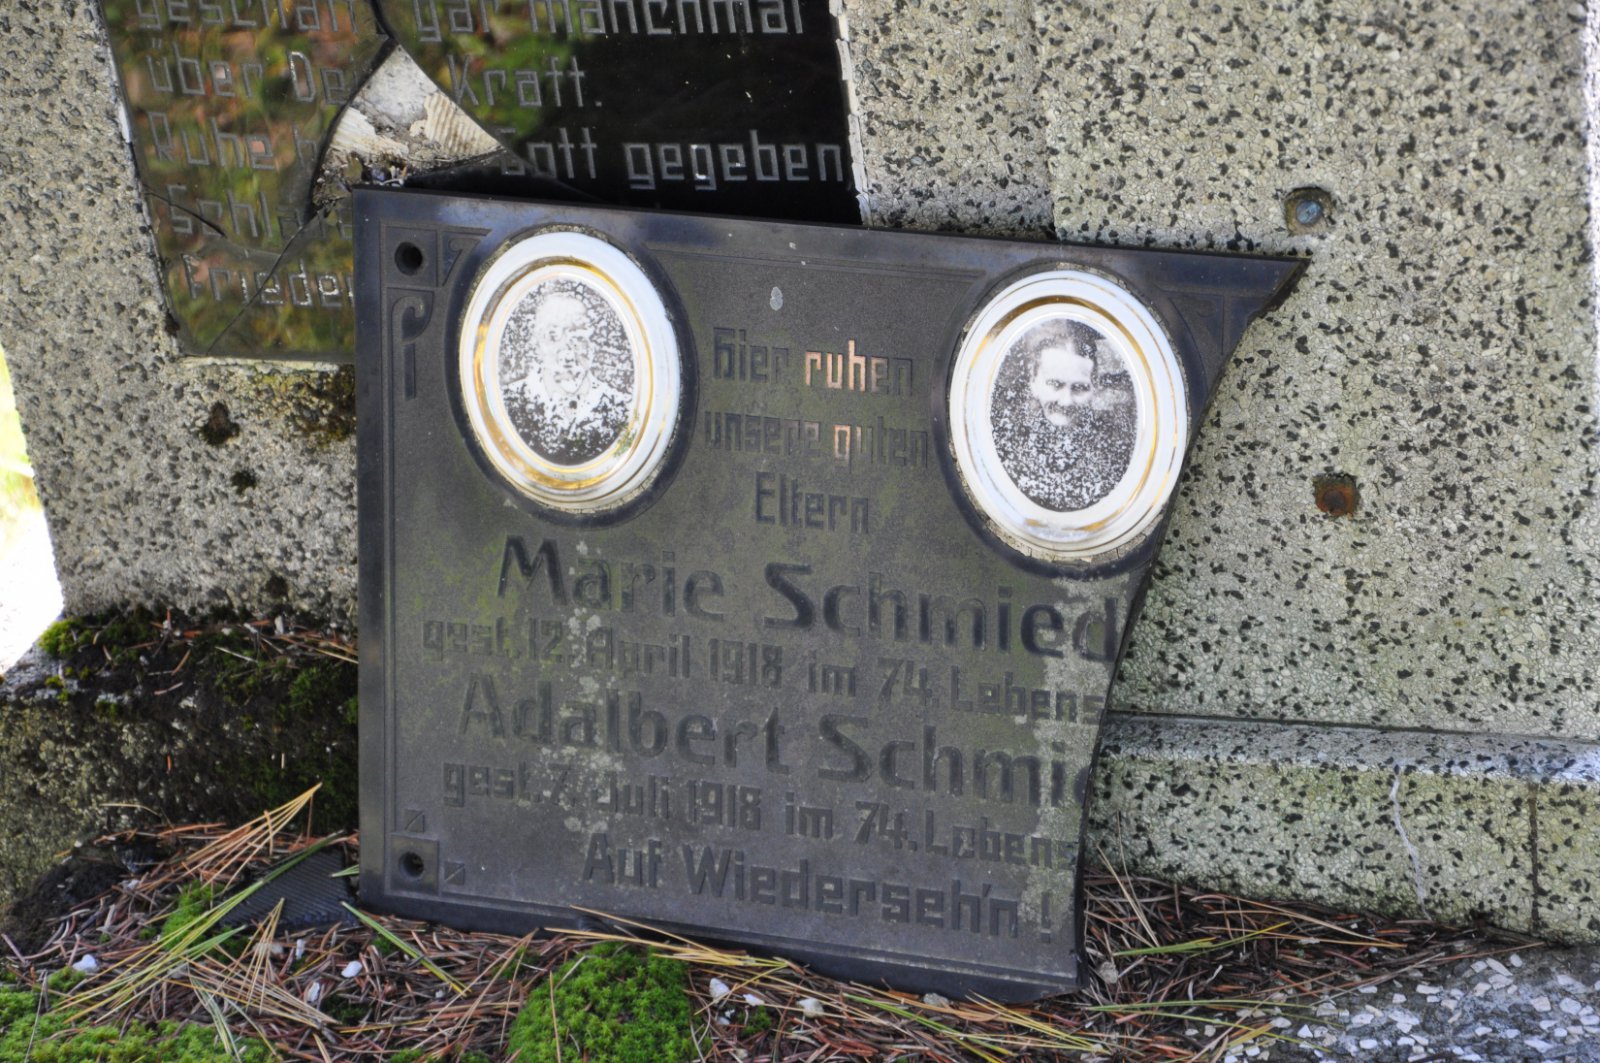 geschafft gar manchmal
über Kraft.
Ruhe Gott gegeben
Frieden
Hier ruhen
unsere guten
Eltern
Marie Schmied
gest. 12. April 1918 im 74. Lebens
Adalbert Schmie
gest. 7. Juli 1918 im 74. Lebens
Auf Wiederseh'n!